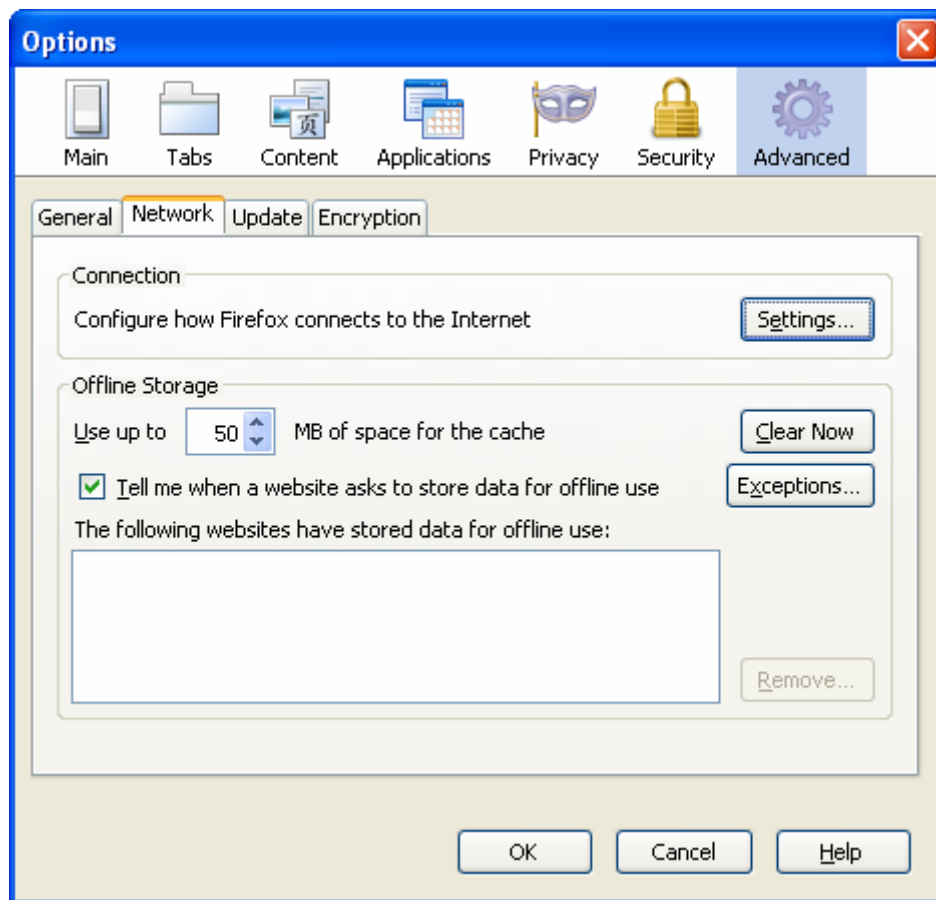 Options
Main Tabs Content Applications Privacy Security Advanced
页
General Network Update Encryption
Connection
Configure how Firefox connects to the Internet Settings...
Offline Storage
Use up to 50 MB of space for the cache Clear Now
Tell me when a website asks to store data for offline use Exceptions...
The following websites have stored data for offline use:
Remove...
OK Cancel Help